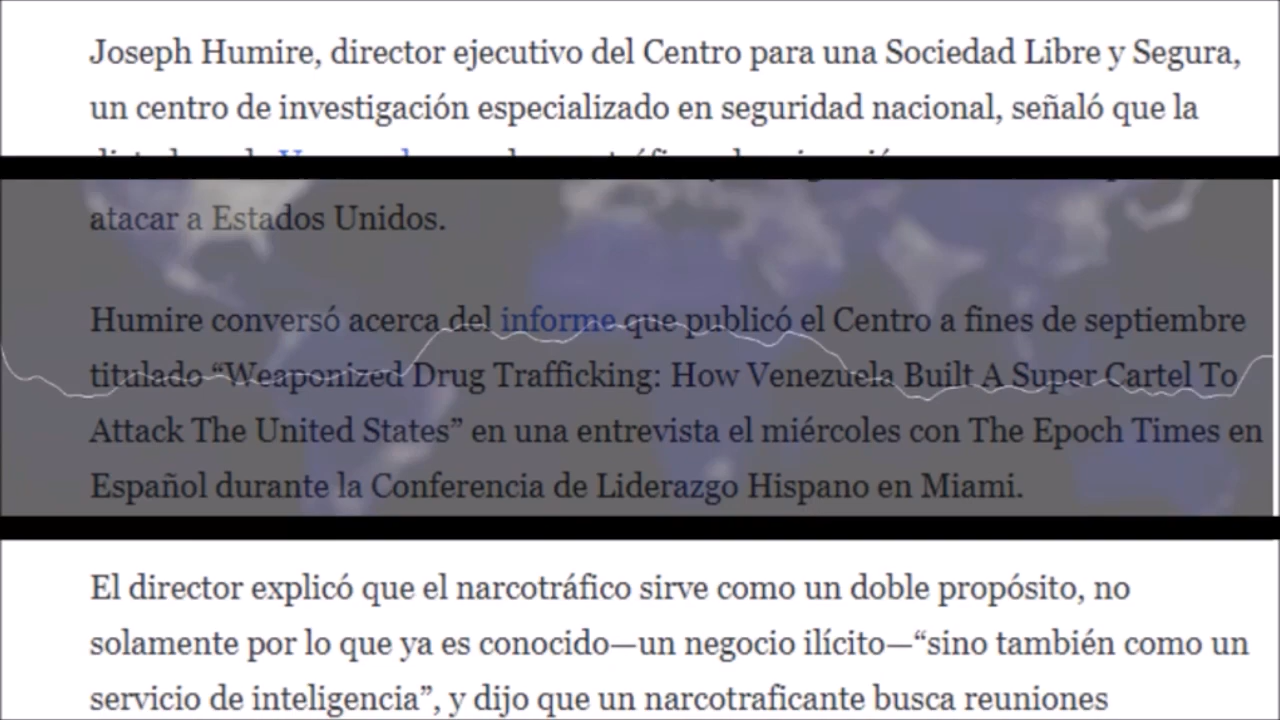 Joseph Humire, director ejecutivo del Centro para una Sociedad Libre y Segura,
un centro de investigación especializado en seguridad nacional, señaló que la
atacar a Estados Unidos.
Humire conversó acerca del informe que publicó el Centro a fines de septiembre
titulado “Weaponized Drug Trafficking: How Venezuela Built A Super Cartel To
Attack The United States” en una entrevista el miércoles con The Epoch Times en
Español durante la Conferencia de Liderazgo Hispano en Miami.
El director explicó que el narcotráfico sirve como un doble propósito, no
solamente por lo que ya es conocido—un negocio ilícito—“sino también como un
servicio de inteligencia”, y dijo que un narcotraficante busca reuniones